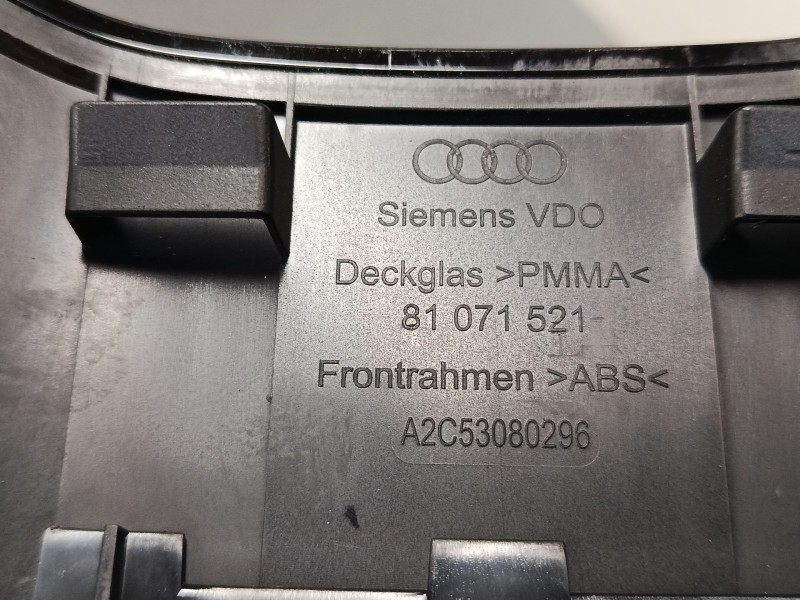 Siemens VDO
Deckglas >PMMA<
81 071 521
Frontrahmen >ABS<
A2C53080296